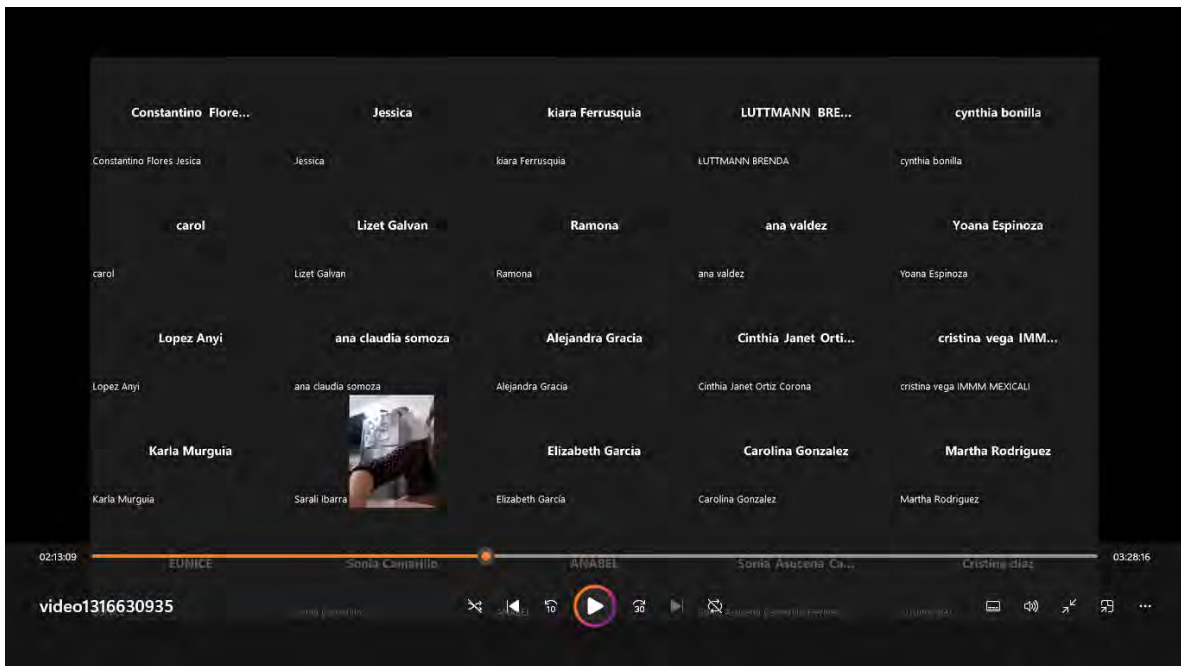 Constantino Flore...
Jessica
kiara Ferrusquia
LUTTMANN BRE...
cynthia bonilla
Constantino Flores Jesica
Jessica
kiara Ferrusquia
LUTTMANN BRENDA
cynthia bonilla
carol
Lizet Galvan
Ramona
ana valdez
Yoana Espinoza
carol
Lizet Galvan
Ramona
ana valdez
Yoana Espinoza
Lopez Anyi
ana claudia somoza
Alejandra Gracia
Cinthia Janet Orti...
cristina vega IMM...
Lopez Anyi
ana claudia somoza
Alejandra Gracia
Cinthia Janet Ortiz Corona
cristina vega IMMM MEXICALI
Karla Murguia
Elizabeth Garcia
Carolina Gonzalez
Martha Rodriguez
Karla Murguia
Sarali Ibarra
Elizabeth García
Carolina Gonzalez
Martha Rodriguez
02:13:09
03:28:16
EUNICE
Sonia Camarillo
ANABEL
Sonia Asucena Ca...
Cristina diaz
video1316630935
10
30